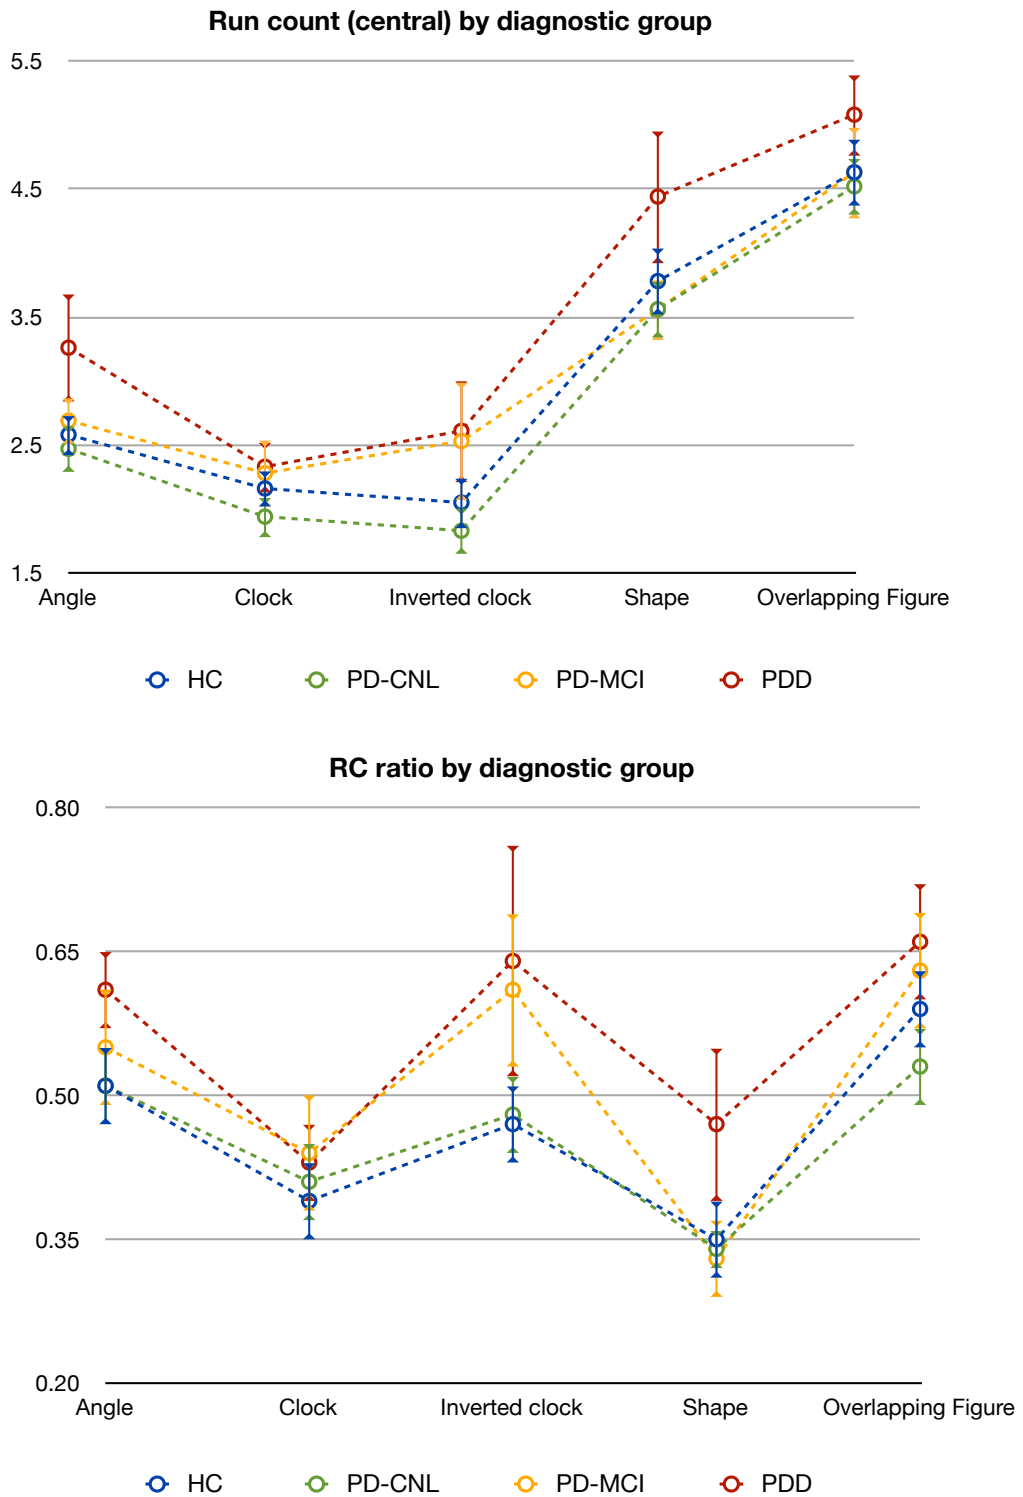 Run count (central) by diagnostic group
5.5
4.5
3.5
2.5
1.5
Angle Clock Inverted clock Shape Overlapping Figure
HC PD-CNL PD-MCI PDD
RC ratio by diagnostic group
0.80
0.65
0.50
0.35
0.20
Angle Clock Inverted clock Shape Overlapping Figure
HC PD-CNL PD-MCI PDD